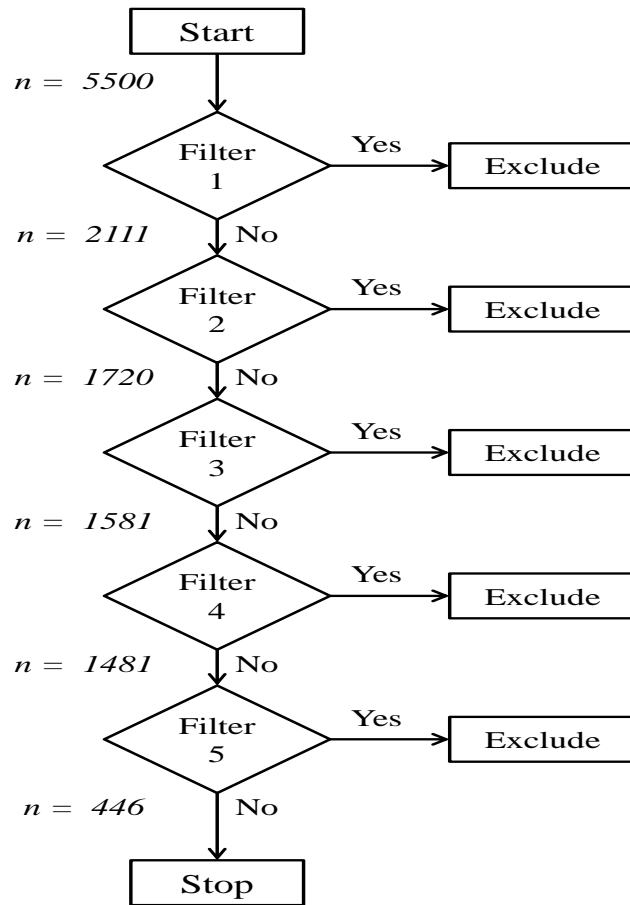 Start
n = 5500
Filter
1
Yes
Exclude
n = 2111
No
Filter
2
Yes
Exclude
n = 1720
No
Filter
3
Yes
Exclude
n = 1581
No
Filter
4
Yes
Exclude
n = 1481
No
Filter
5
Yes
Exclude
n = 446
No
Stop